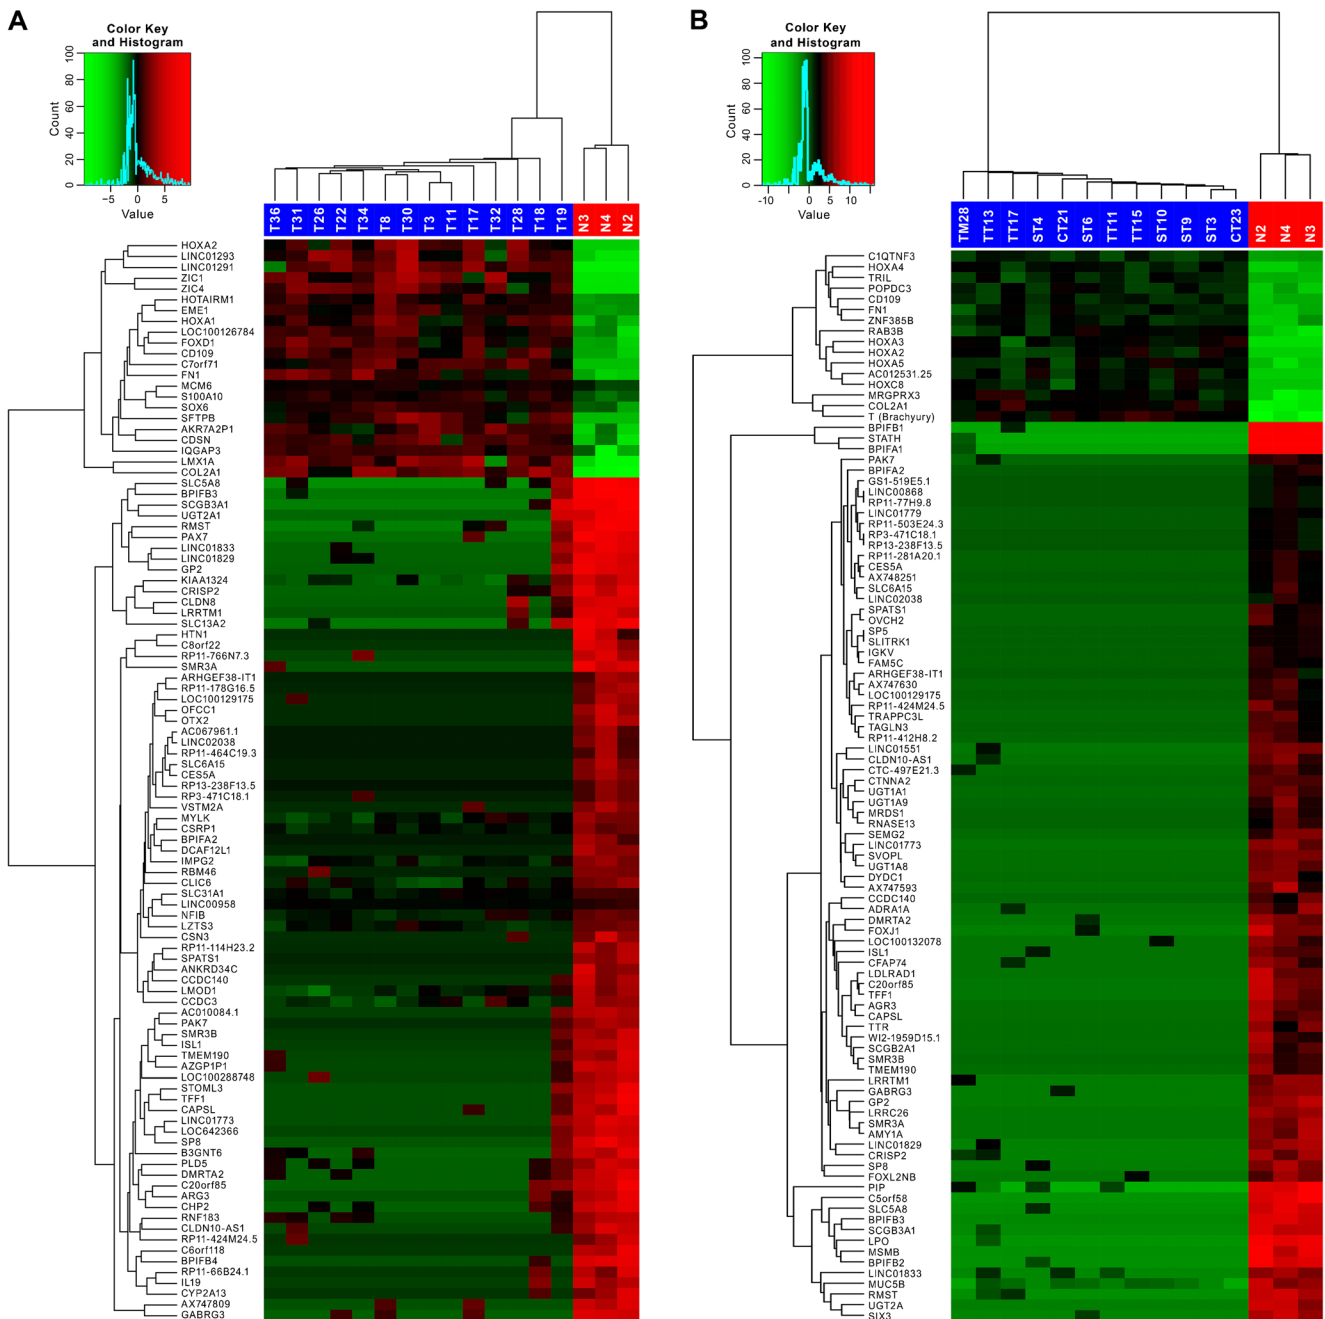 A
Color Key
and Histogram
Count
0 20 40 60 80 100
−5 0 5
Value
T36 T31 T26 T22 T34 T8 T30 T3 T11 T17 T32 T28 T18 T19 N3 N4 N2
HOXA2
LINC01293
LINC01291
ZIC1
ZIC4
HOTAIRM1
EME1
HOXA1
LOC100126784
FOXD1
CD109
C7orf71
FN1
MCM6
S100A10
SOX6
SFTPB
AKR7A2P1
CDSN
IQGAP3
LMX1A
COL2A1
SLC5A8
BPIFB3
SCGB3A1
UGT2A1
RMST
PAX7
LINC01833
LINC01829
GP2
KIAA1324
CRISP2
CLDN8
LRRTM1
SLC13A2
HTN1
C8orf22
RP11-766N7.3
SMR3A
ARHGEF38-IT1
RP11-178G16.5
LOC100129175
OFCC1
OTX2
AC067961.1
LINC02038
RP11-464C19.3
SLC6A15
CES5A
RP13-238F13.5
RP3-471C18.1
VSTM2A
MYLK
CSRP1
BPIFA2
DCAF12L1
IMPG2
RBM46
CLIC6
SLC31A1
LINC00958
NFIB
LZTS3
CSN3
RP11-114H23.2
SPATS1
ANKRD34C
CCDC140
LMOD1
CCDC3
AC010084.1
PAK7
SMR3B
ISL1
TMEM190
AZGP1P1
LOC100288748
STOML3
TFF1
CAPSL
LINC01773
LOC642366
SP8
B3GNT6
PLD5
DMRTA2
C20orf85
ARG3
CHP2
RNF183
CLDN10-AS1
RP11-424M24.5
C6orf118
BPIFB4
RP11-66B24.1
IL19
CYP2A13
AX747809
GABRG3
B
Color Key
and Histogram
Count
0 20 40 60 80 100
-10 0 5 10
Value
TM28 TT13 TT17 ST4 CT21 ST6 TT11 TT15 ST10 ST9 ST3 CT23 N2 N4 N3
C1QTNF3
HOXA4
TRIL
POPDC3
CD109
FN1
ZNF385B
RAB3B
HOXA3
HOXA2
HOXA5
AC012531.25
HOXC8
MRGPRX3
COL2A1
T (Brachyury)
BPIFB1
STATH
BPIFA1
PAK7
BPIFA2
GS1-519E5.1
LINC00868
RP11-77H9.8
LINC01779
RP11-503E24.3
RP3-471C18.1
RP13-238F13.5
RP11-281A20.1
CES5A
AX748251
SLC6A15
LINC02038
SPATS1
OVCH2
SP5
SLITRK1
IGKV
FAM5C
ARHGEF38-IT1
AX747630
LOC100129175
RP11-424M24.5
TRAPPC3L
TAGLN3
RP11-412H8.2
LINC01551
CLDN10-AS1
CTC-497E21.3
CTNNA2
UGT1A1
UGT1A9
MRDS1
RNASE13
SEMG2
LINC01773
SVOPL
UGT1A8
DYDC1
AX747593
CCDC140
ADRA1A
DMRTA2
FOXJ1
LOC100132078
ISL1
CFAP74
LDLRAD1
C20orf85
TFF1
AGR3
CAPSL
TTR
WI2-1959D15.1
SCGB2A1
SMR3B
TMEM190
LRRTM1
GABRG3
GP2
LRRC26
SMR3A
AMY1A
LINC01829
CRISP2
SP8
FOXL2NB
PIP
C5orf58
SLC5A8
BPIFB3
SCGB3A1
LPO
MSMB
BPIFB2
LINC01833
MUC5B
RMST
UGT2A
SIX3